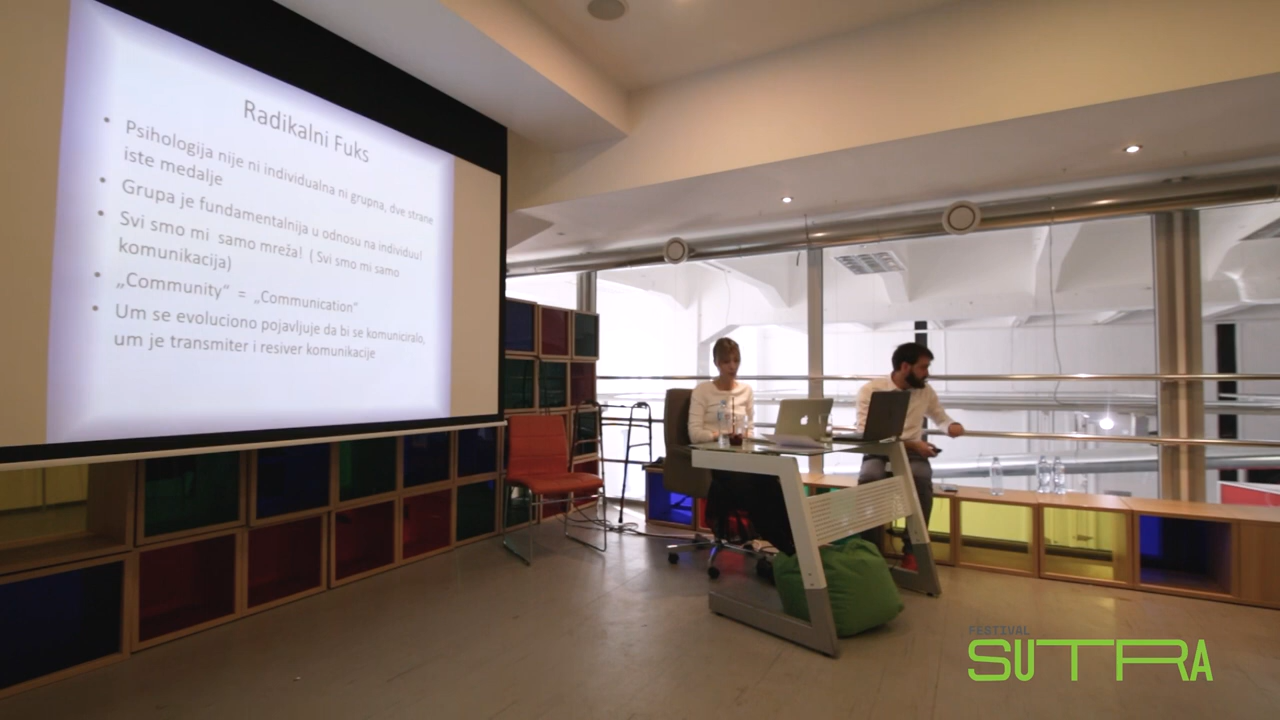 Radikalni Fuks
• Psihologija nije ni individualna ni grupna, dve strane
iste medalje
• Grupa je fundamentalnija u odnosu na individuu!
• Svi smo mi samo mreža! ( Svi smo mi samo
komunikacija)
• „Community“ = „Communication“
• Um se evoluciono pojavljuje da bi se komuniciralo,
um je transmiter i resiver komunikacije
FESTIVAL
SUTRA